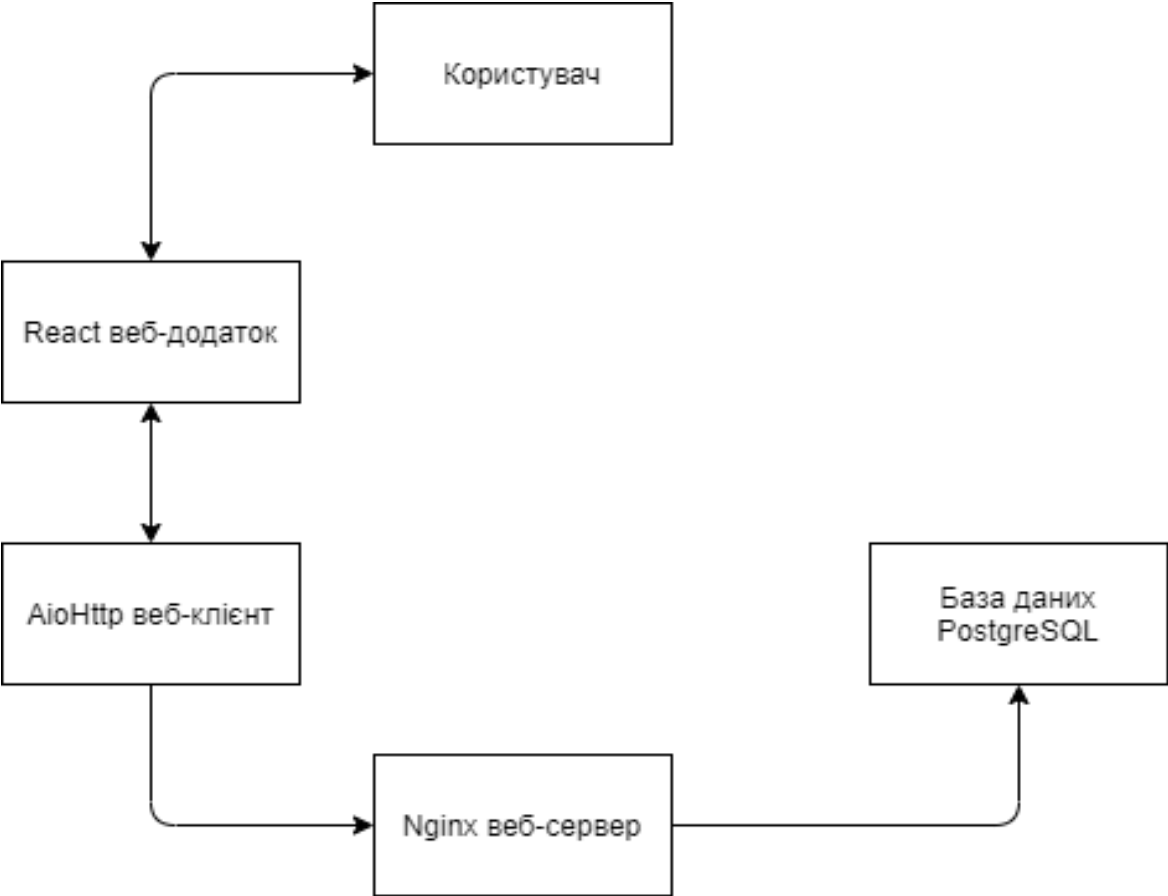 Користувач
React веб-додаток
AioHttp веб-клієнт
База даних
PostgreSQL
Nginx веб-сервер